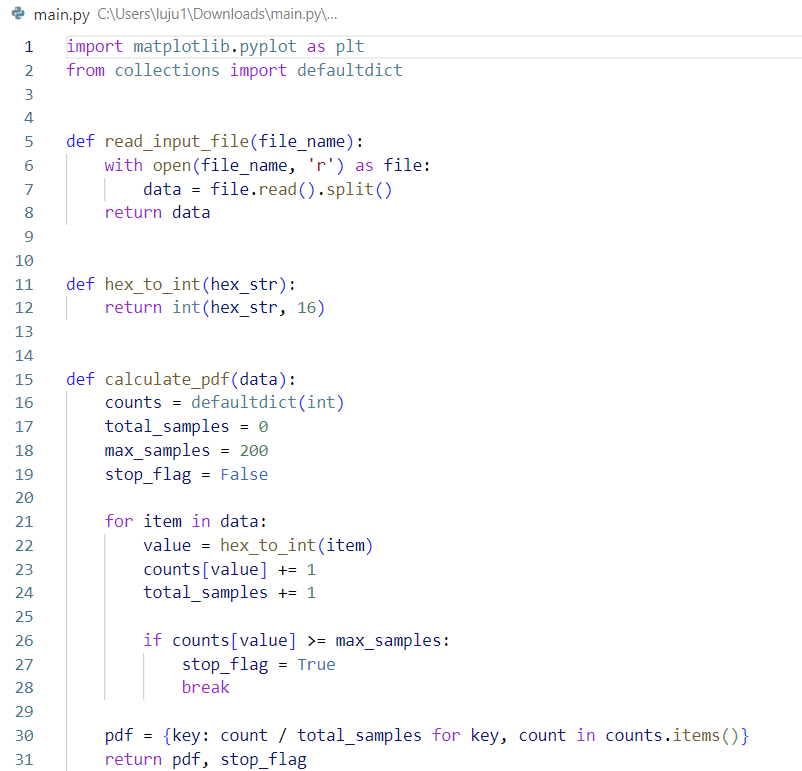 main.py C:\Users\luju1\Downloads\main.py\...
1 import matplotlib.pyplot as plt
2 from collections import defaultdict
3
4
5 def read_input_file(file_name):
6     with open(file_name, 'r') as file:
7         data = file.read().split()
8     return data
9
10
11 def hex_to_int(hex_str):
12     return int(hex_str, 16)
13
14
15 def calculate_pdf(data):
16     counts = defaultdict(int)
17     total_samples = 0
18     max_samples = 200
19     stop_flag = False
20
21     for item in data:
22         value = hex_to_int(item)
23         counts[value] += 1
24         total_samples += 1
25
26         if counts[value] >= max_samples:
27             stop_flag = True
28             break
29
30     pdf = {key: count / total_samples for key, count in counts.items()}
31     return pdf, stop_flag